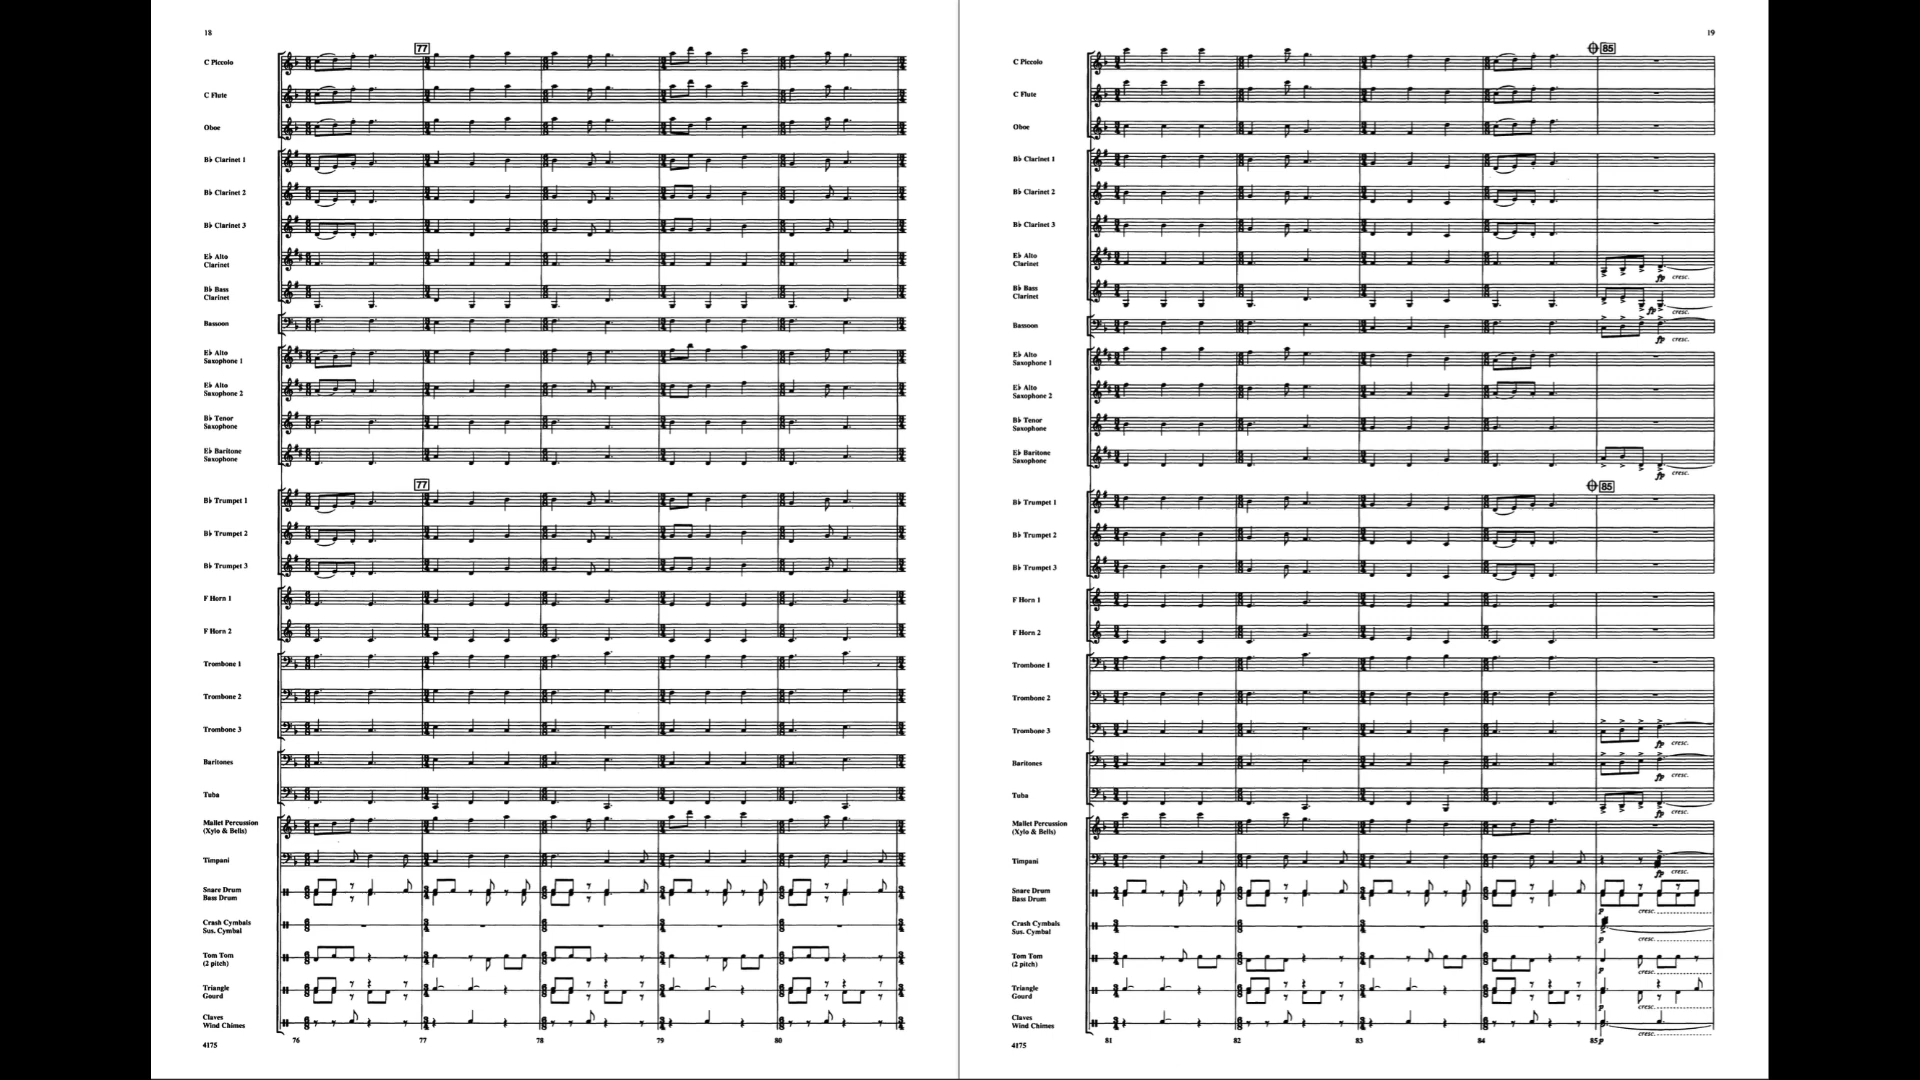 18
77
C Piccolo
C Flute
Oboe
B♭ Clarinet 1
B♭ Clarinet 2
B♭ Clarinet 3
E♭ Alto
Clarinet
B♭ Bass
Clarinet
Bassoon
E♭ Alto
Saxophone 1
E♭ Alto
Saxophone 2
B♭ Tenor
Saxophone
E♭ Baritone
Saxophone
77
B♭ Trumpet 1
B♭ Trumpet 2
B♭ Trumpet 3
F Horn 1
F Horn 2
Trombone 1
Trombone 2
Trombone 3
Baritones
Tuba
Mallet Percussion
(Xylo & Bells)
Timpani
Snare Drum
Bass Drum
Crash Cymbals
Sus. Cymbal
Tom Tom
(2 pitch)
Triangle
Gourd
Claves
Wind Chimes
76 77 78 79 80
4175
19
85
C Piccolo
C Flute
Oboe
B♭ Clarinet 1
B♭ Clarinet 2
B♭ Clarinet 3
E♭ Alto
Clarinet
fp cresc.
B♭ Bass
Clarinet
fp cresc.
Bassoon
fp cresc.
E♭ Alto
Saxophone 1
E♭ Alto
Saxophone 2
B♭ Tenor
Saxophone
E♭ Baritone
Saxophone
fp cresc.
85
B♭ Trumpet 1
B♭ Trumpet 2
B♭ Trumpet 3
F Horn 1
F Horn 2
Trombone 1
Trombone 2
Trombone 3
fp cresc.
Baritones
fp cresc.
Tuba
fp cresc.
Mallet Percussion
(Xylo & Bells)
Timpani
fp cresc.
Snare Drum
Bass Drum
p cresc.
Crash Cymbals
Sus. Cymbal
p cresc.
Tom Tom
(2 pitch)
p cresc.
Triangle
Gourd
p cresc.
Claves
Wind Chimes
p cresc.
81 82 83 84 85
4175